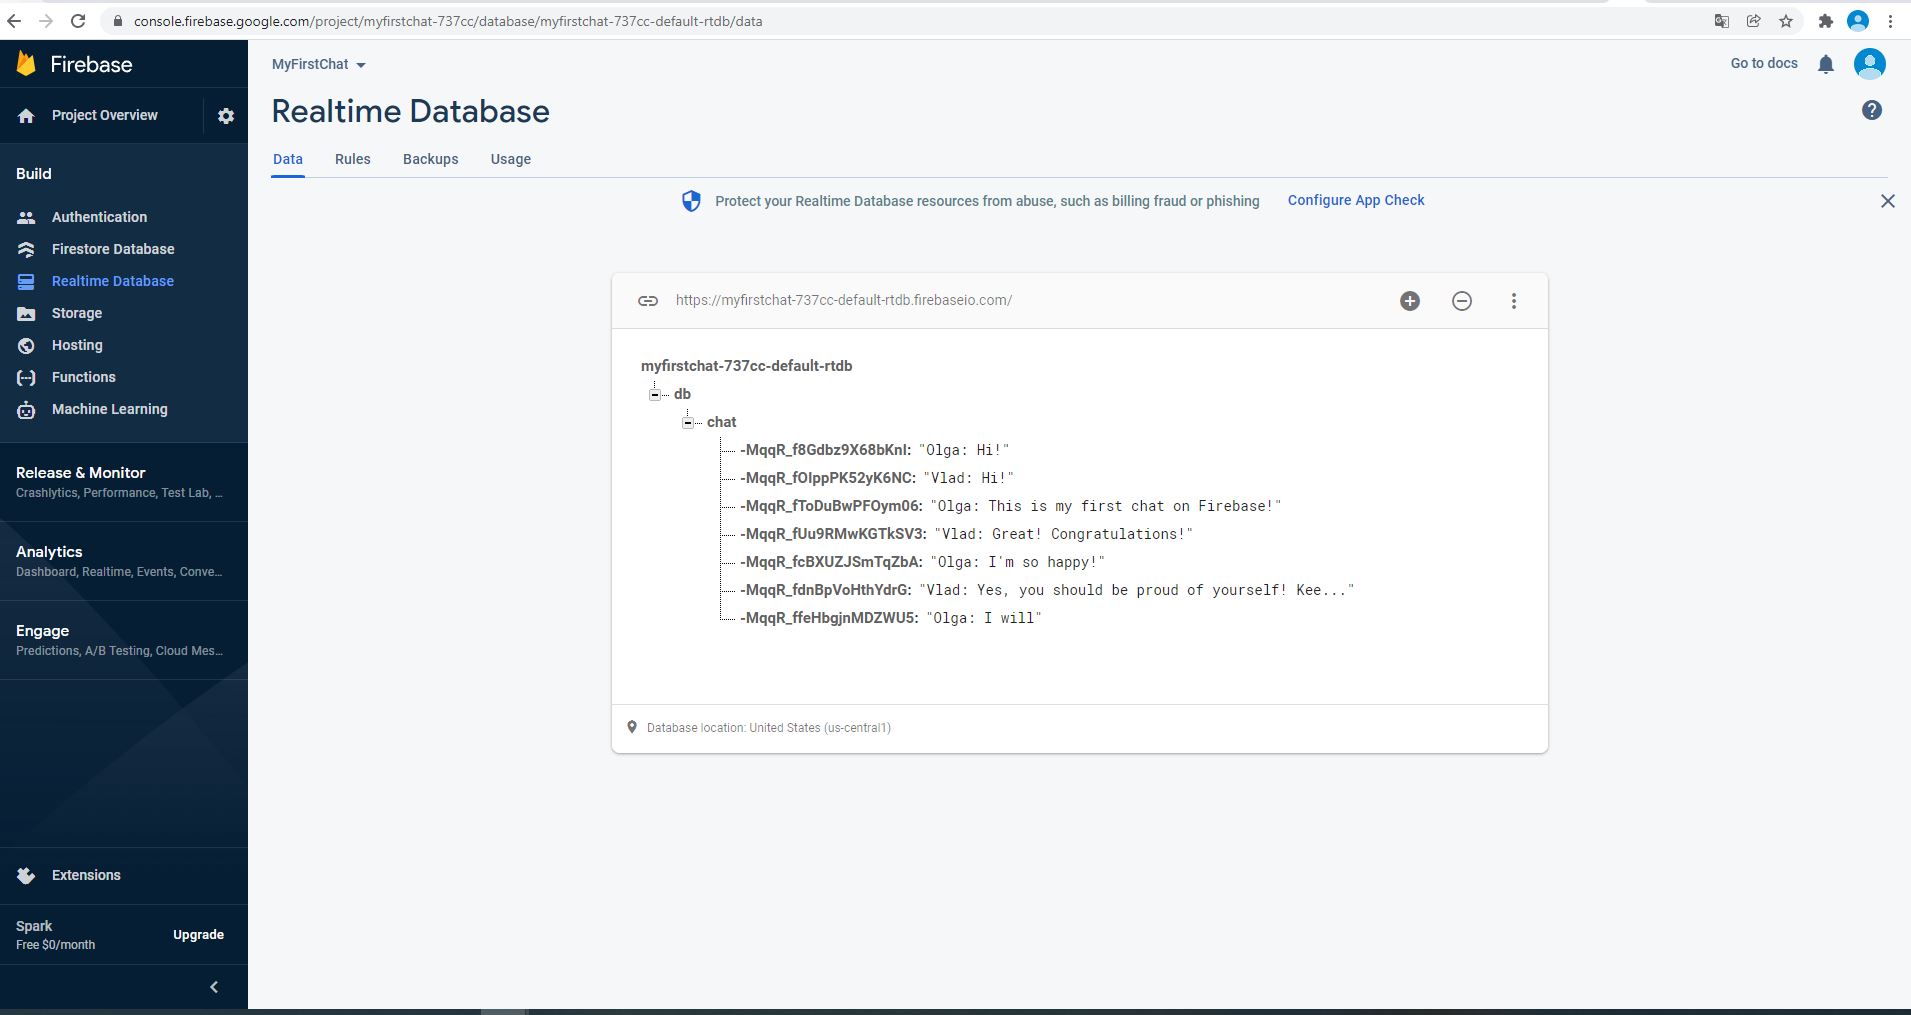 console.firebase.google.com/project/myfirstchat-737cc/database/myfirstchat-737cc-default-rtdb/data
Firebase
MyFirstChat
Go to docs
Project Overview
Realtime Database
Data Rules Backups Usage
Build
Protect your Realtime Database resources from abuse, such as billing fraud or phishing Configure App Check
Authentication
Firestore Database
Realtime Database
Storage
Hosting
Functions
Machine Learning
https://myfirstchat-737cc-default-rtdb.firebaseio.com/
myfirstchat-737cc-default-rtdb
db
chat
-MqqR_f8Gdbz9X68bKnI: "Olga: Hi!"
-MqqR_fOIppPK52yK6NC: "Vlad: Hi!"
-MqqR_fToDuBwPFOym06: "Olga: This is my first chat on Firebase!"
-MqqR_fUu9RMwKGTkSV3: "Vlad: Great! Congratulations!"
-MqqR_fcBXUZJSmTqZbA: "Olga: I'm so happy!"
-MqqR_fdnBpVoHthYdrG: "Vlad: Yes, you should be proud of yourself! Kee..."
-MqqR_ffeHbgjnMDZWU5: "Olga: I will"
Database location: United States (us-central1)
Release & Monitor
Crashlytics, Performance, Test Lab, ...
Analytics
Dashboard, Realtime, Events, Conve...
Engage
Predictions, A/B Testing, Cloud Mes...
Extensions
Spark
Free $0/month
Upgrade